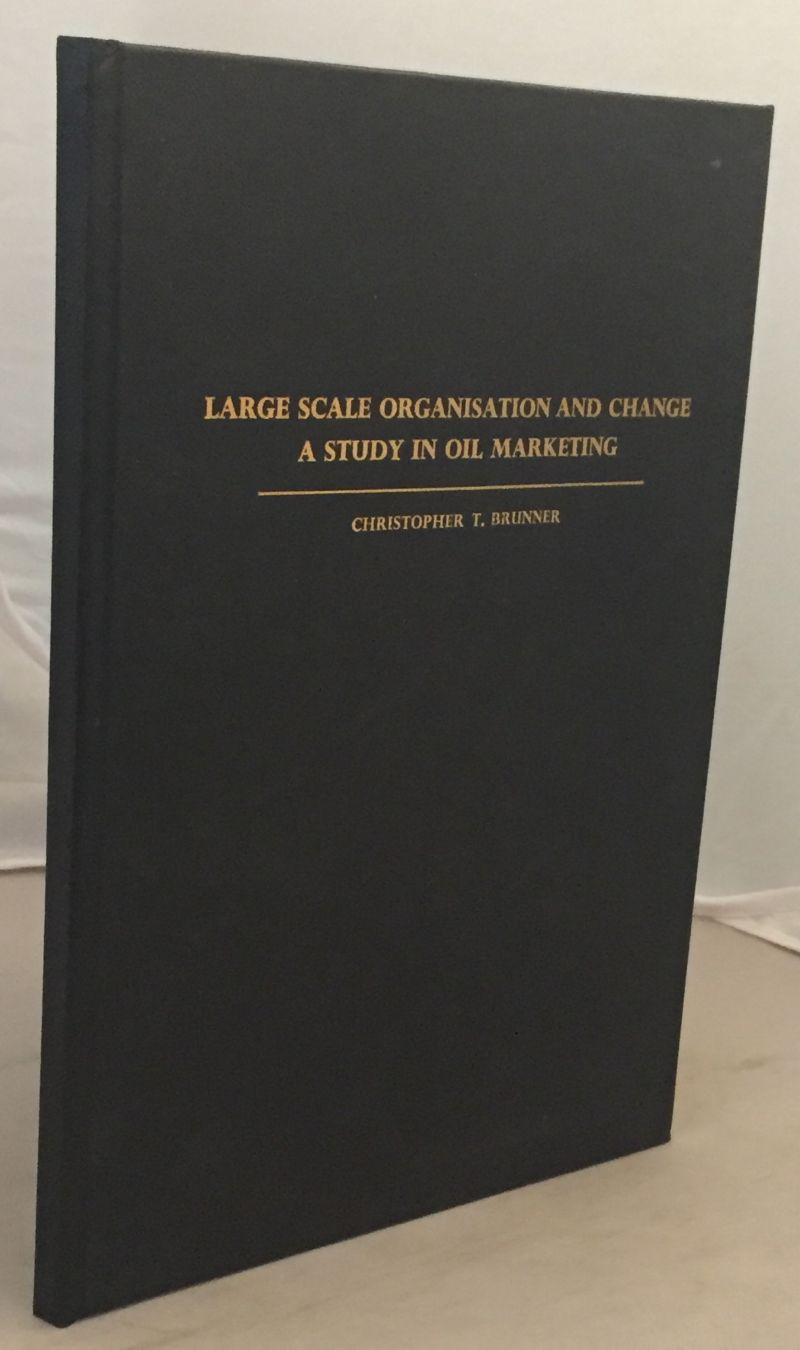 LARGE SCALE ORGANISATION AND CHANGE
A STUDY IN OIL MARKETING
CHRISTOPHER T. BRUNNER